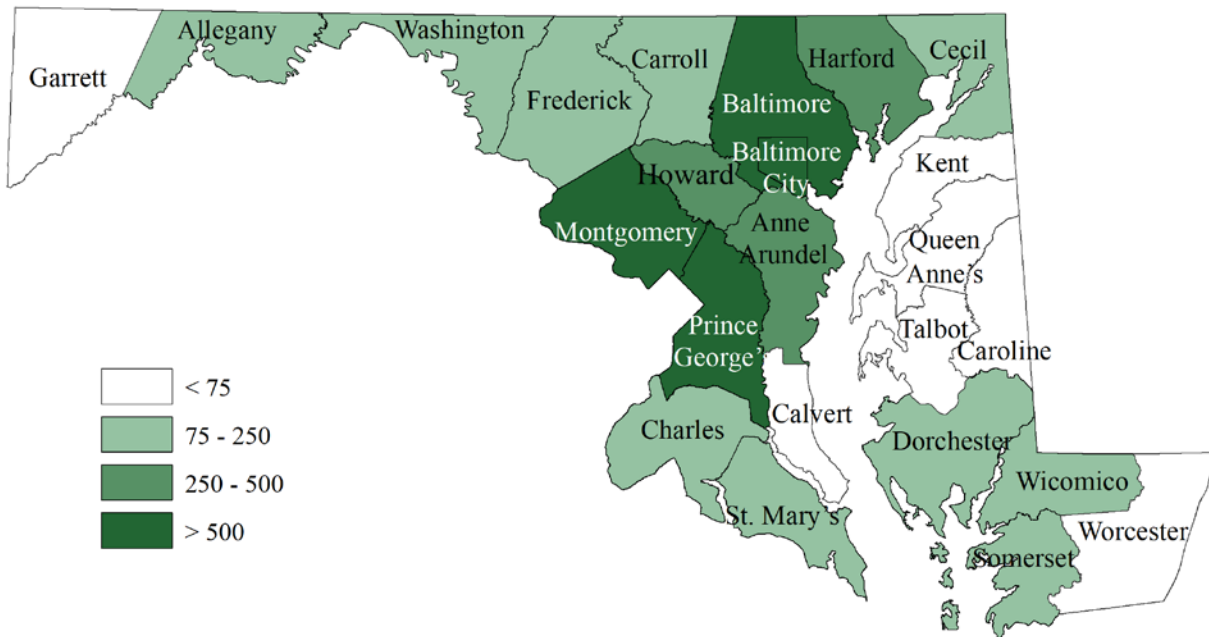 Garrett
Allegany
Washington
Frederick
Carroll
Baltimore
Harford
Cecil
Baltimore
City
Howard
Montgomery
Anne
Arundel
Kent
Queen
Anne's
Talbot
Caroline
Prince
George'
Calvert
Charles
St. Mary's
Dorchester
Wicomico
Somerset
Worcester
< 75
75 - 250
250 - 500
> 500